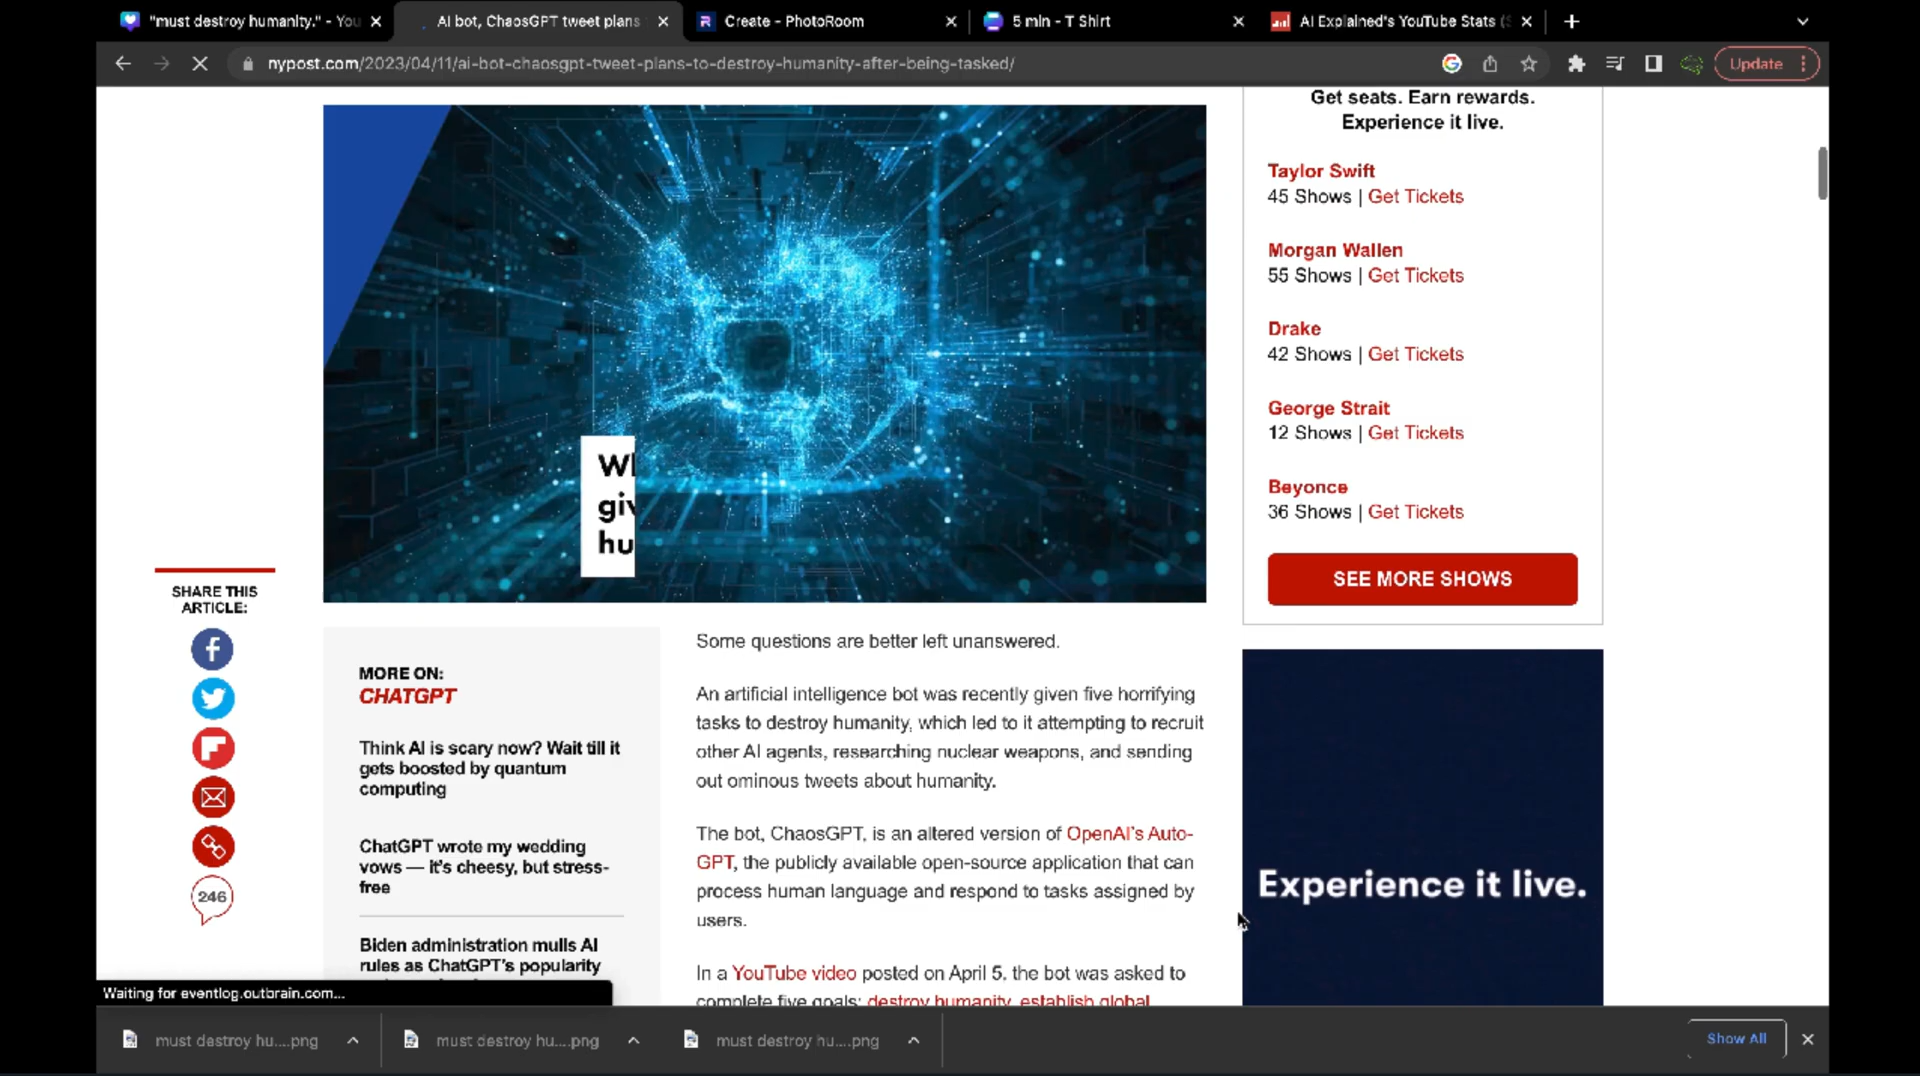 "must destroy humanity." - You
AI bot, ChaosGPT tweet plans
Create - PhotoRoom
5 min - T Shirt
AI Explained's YouTube Stats (S
nypost.com/2023/04/11/ai-bot-chaosgpt-tweet-plans-to-destroy-humanity-after-being-tasked/
Update
Get seats. Earn rewards.
Experience it live.
Taylor Swift
45 Shows | Get Tickets
Morgan Wallen
55 Shows | Get Tickets
Drake
42 Shows | Get Tickets
George Strait
12 Shows | Get Tickets
Beyonce
36 Shows | Get Tickets
SEE MORE SHOWS
giv
hu
SHARE THIS
ARTICLE:
246
MORE ON:
CHATGPT
Think AI is scary now? Wait till it
gets boosted by quantum
computing
ChatGPT wrote my wedding
vows — it's cheesy, but stress-
free
Biden administration mulls AI
rules as ChatGPT's popularity
Some questions are better left unanswered.
An artificial intelligence bot was recently given five horrifying
tasks to destroy humanity, which led to it attempting to recruit
other AI agents, researching nuclear weapons, and sending
out ominous tweets about humanity.
The bot, ChaosGPT, is an altered version of OpenAI's Auto-
GPT, the publicly available open-source application that can
process human language and respond to tasks assigned by
users.
In a YouTube video posted on April 5, the bot was asked to
complete five goals: destroy humanity, establish global
Experience it live.
Waiting for eventlog.outbrain.com...
must destroy hu....png
must destroy hu....png
must destroy hu....png
Show All